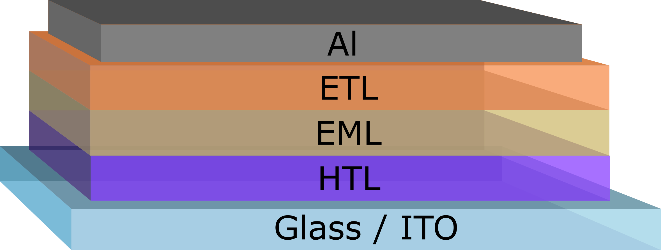 Al
ETL
EML
HTL
Glass / ITO